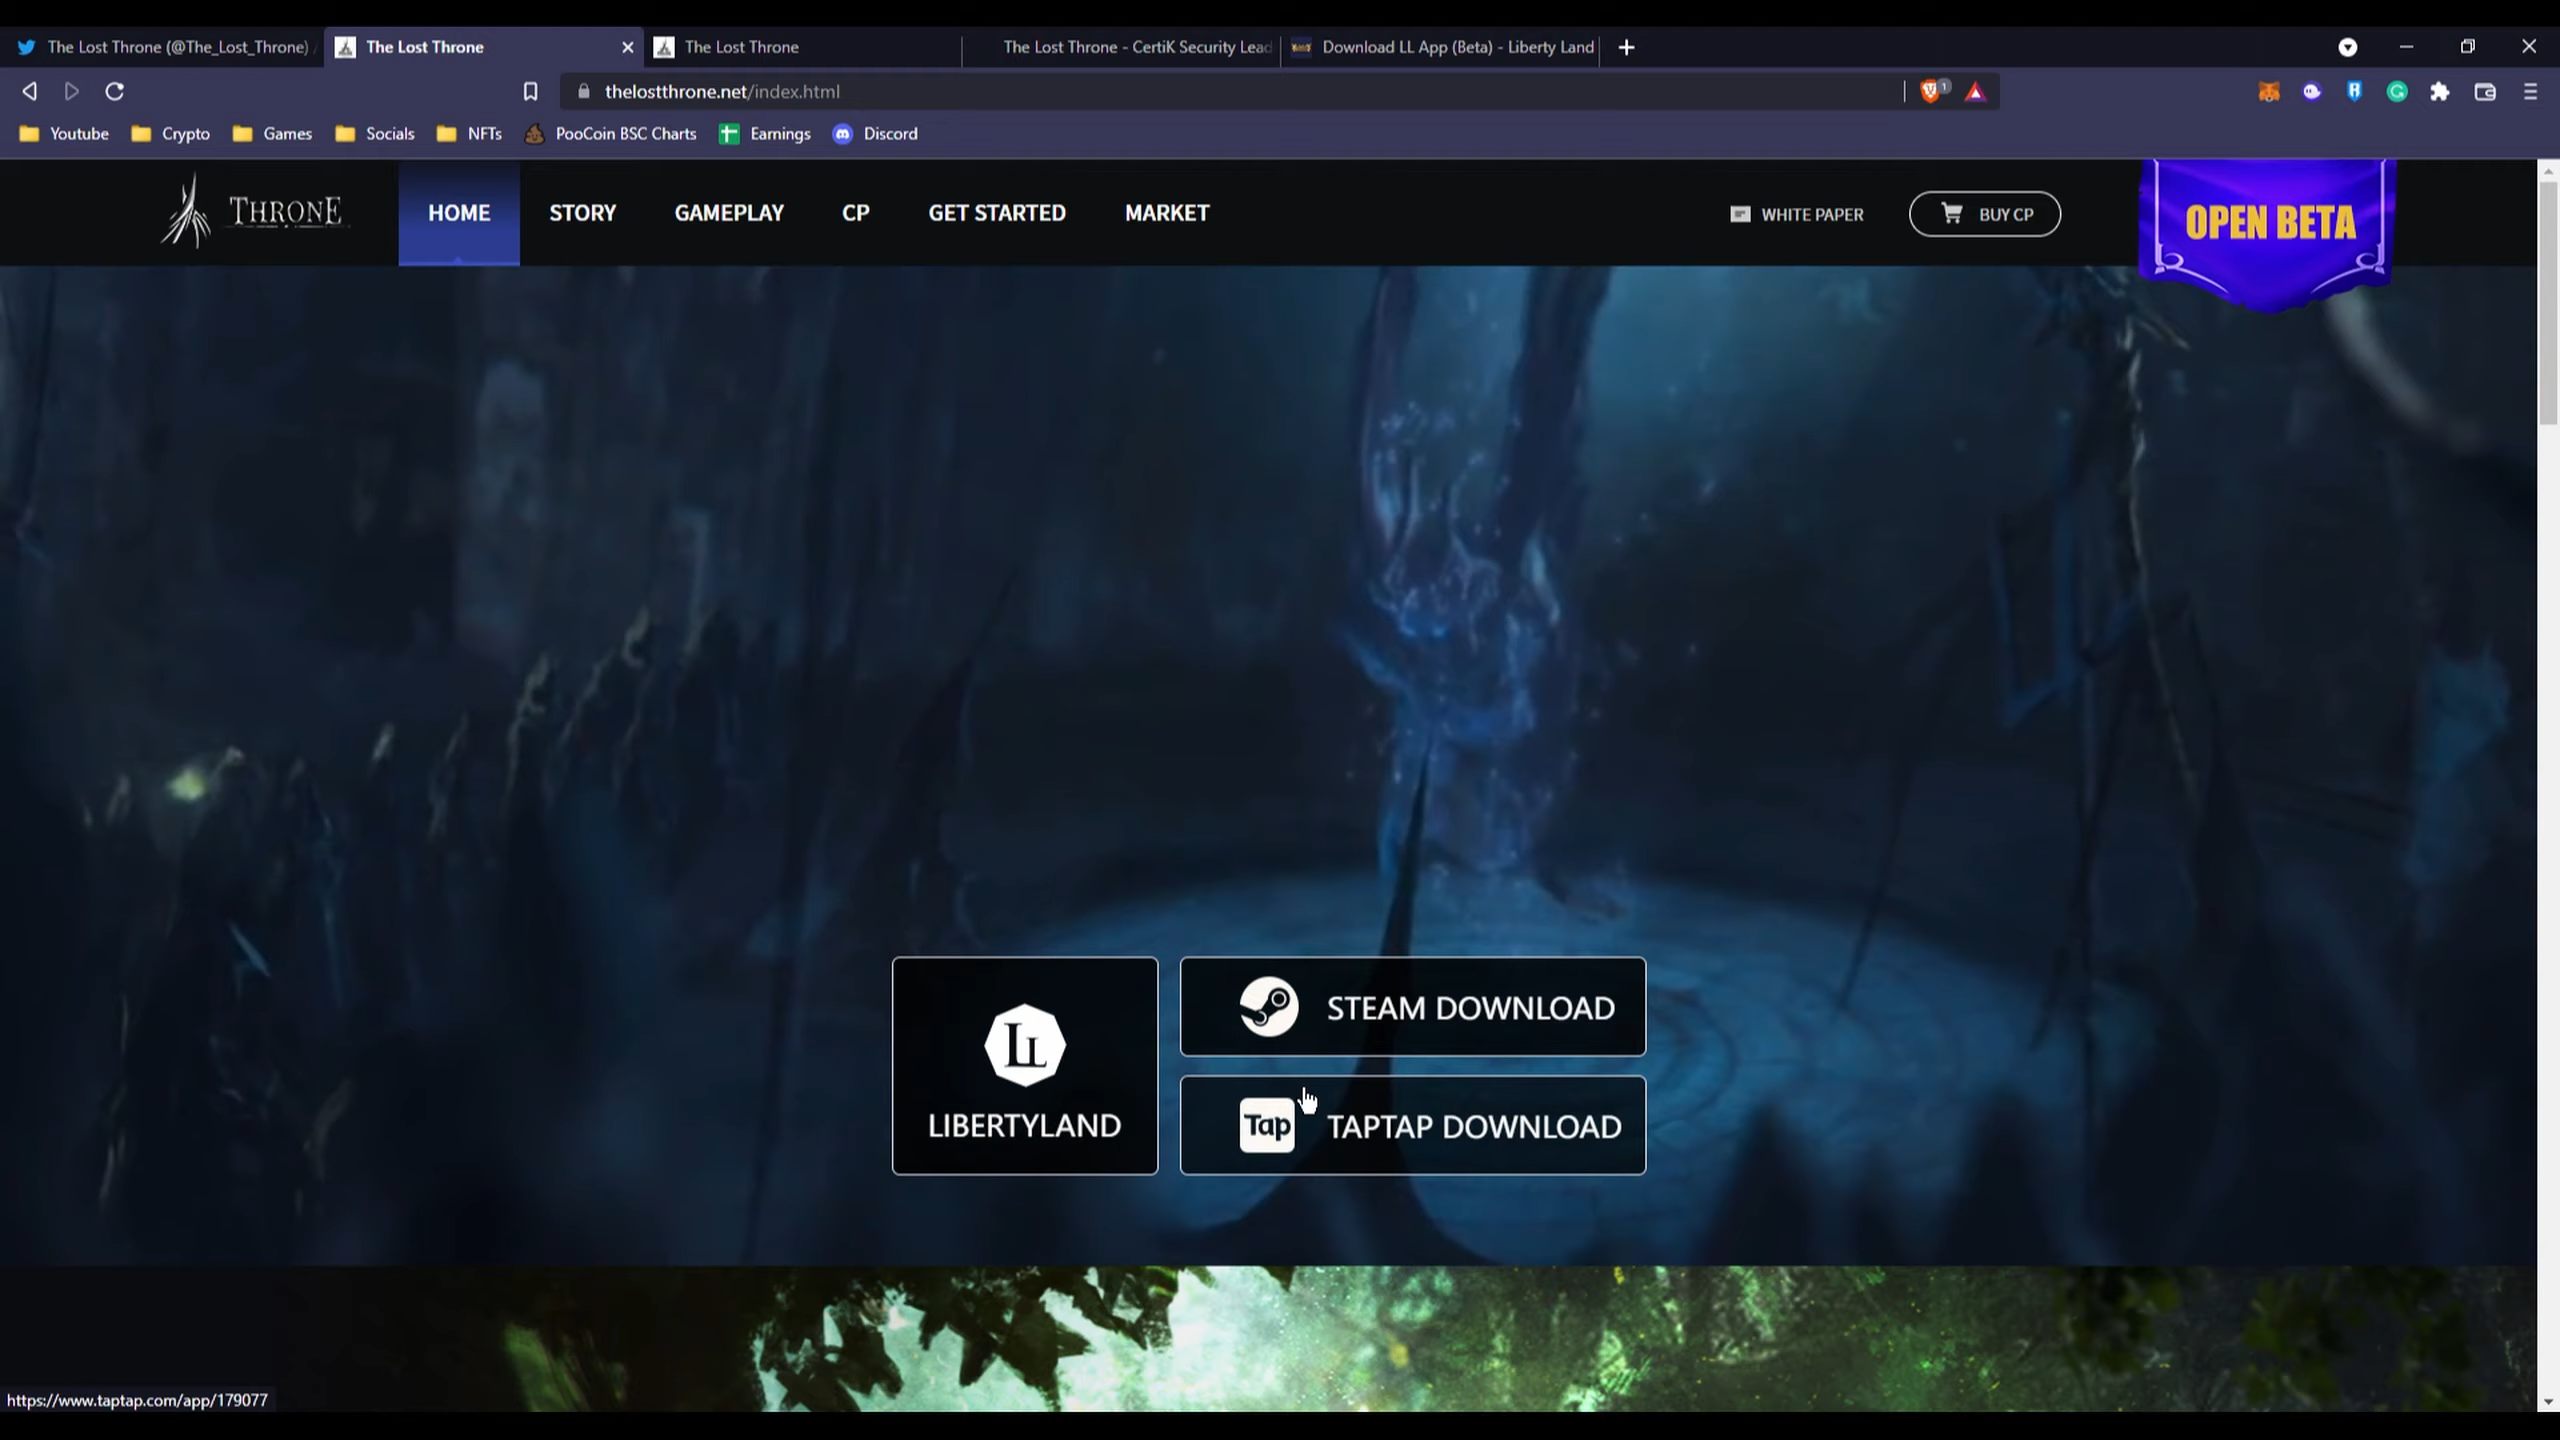 The Lost Throne (@The_Lost_Throne) /
The Lost Throne
The Lost Throne
The Lost Throne - CertiK Security Lead
Download LL App (Beta) - Liberty Land
thelostthrone.net/index.html
1
Youtube
Crypto
Games
Socials
NFTs
PooCoin BSC Charts
Earnings
Discord
THRONE
HOME
STORY
GAMEPLAY
CP
GET STARTED
MARKET
WHITE PAPER
BUY CP
OPEN BETA
LL
LIBERTYLAND
STEAM DOWNLOAD
Tap
TAPTAP DOWNLOAD
https://www.taptap.com/app/179077